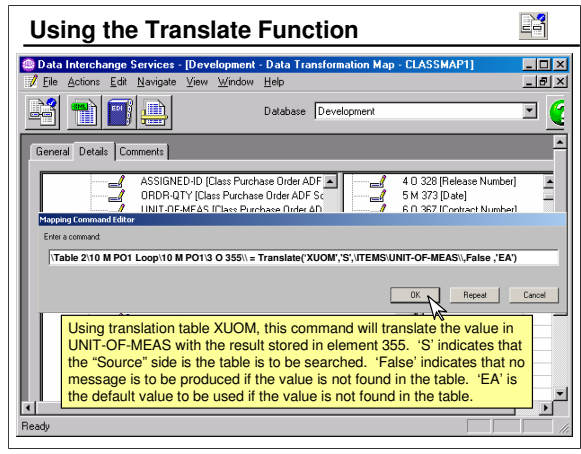 Using the Translate Function
Data Interchange Services - [Development - Data Transformation Map - CLASSMAP1]
File Actions Edit Navigate View Window Help
Database Development
General Details Comments
ASSIGNED-ID [Class Purchase Order ADF
4 O 328 [Release Number]
ORDR-QTY [Class Purchase Order ADF Sc
5 M 373 [Date]
UNIT-OF-MEAS [Class Purchase Order AD
6 O 367 [Contract Number]
Mapping Command Editor
Enter a command:
\Table 2\10 M PO1 Loop\10 M PO1\3 O 355\\ = Translate('XUOM','S',\ITEMS\UNIT-OF-MEAS\\,False ,'EA')
OK Repeat Cancel
Using translation table XUOM, this command will translate the value in
UNIT-OF-MEAS with the result stored in element 355. ‘S’ indicates that
the “Source” side is the table is to be searched. ‘False’ indicates that no
message is to be produced if the value is not found in the table. ‘EA’ is
the default value to be used if the value is not found in the table.
Ready